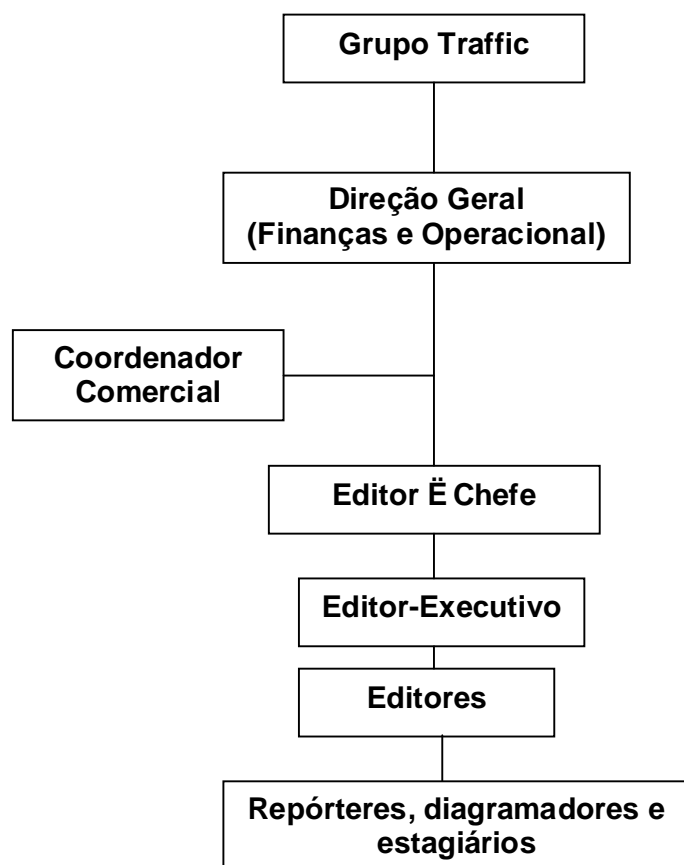 Grupo Traffic
Direção Geral
(Finanças e Operacional)
Coordenador
Comercial
Editor Ë Chefe
Editor-Executivo
Editores
Repórteres, diagramadores e
estagiários